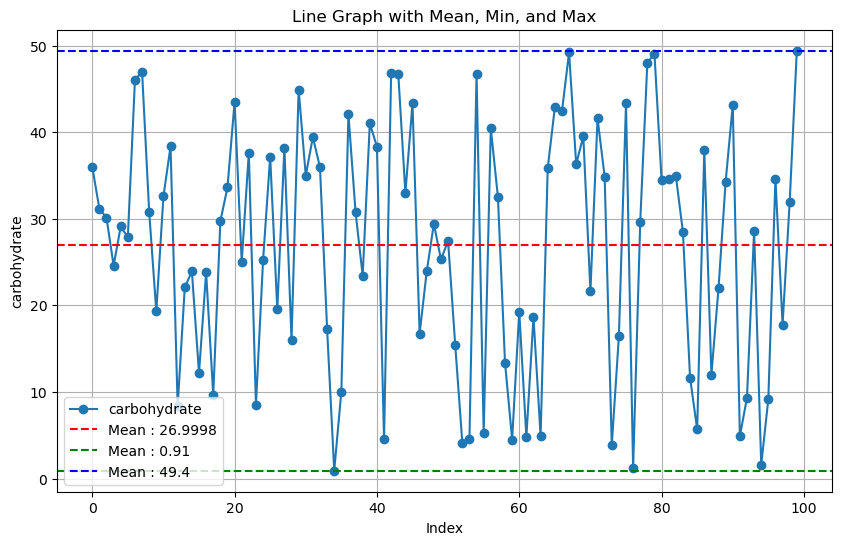 Line Graph with Mean, Min, and Max
50
40
30
20
10
0
carbohydrate
carbohydrate
Mean : 26.9998
Mean : 0.91
Mean : 49.4
0
20
40
60
80
100
Index